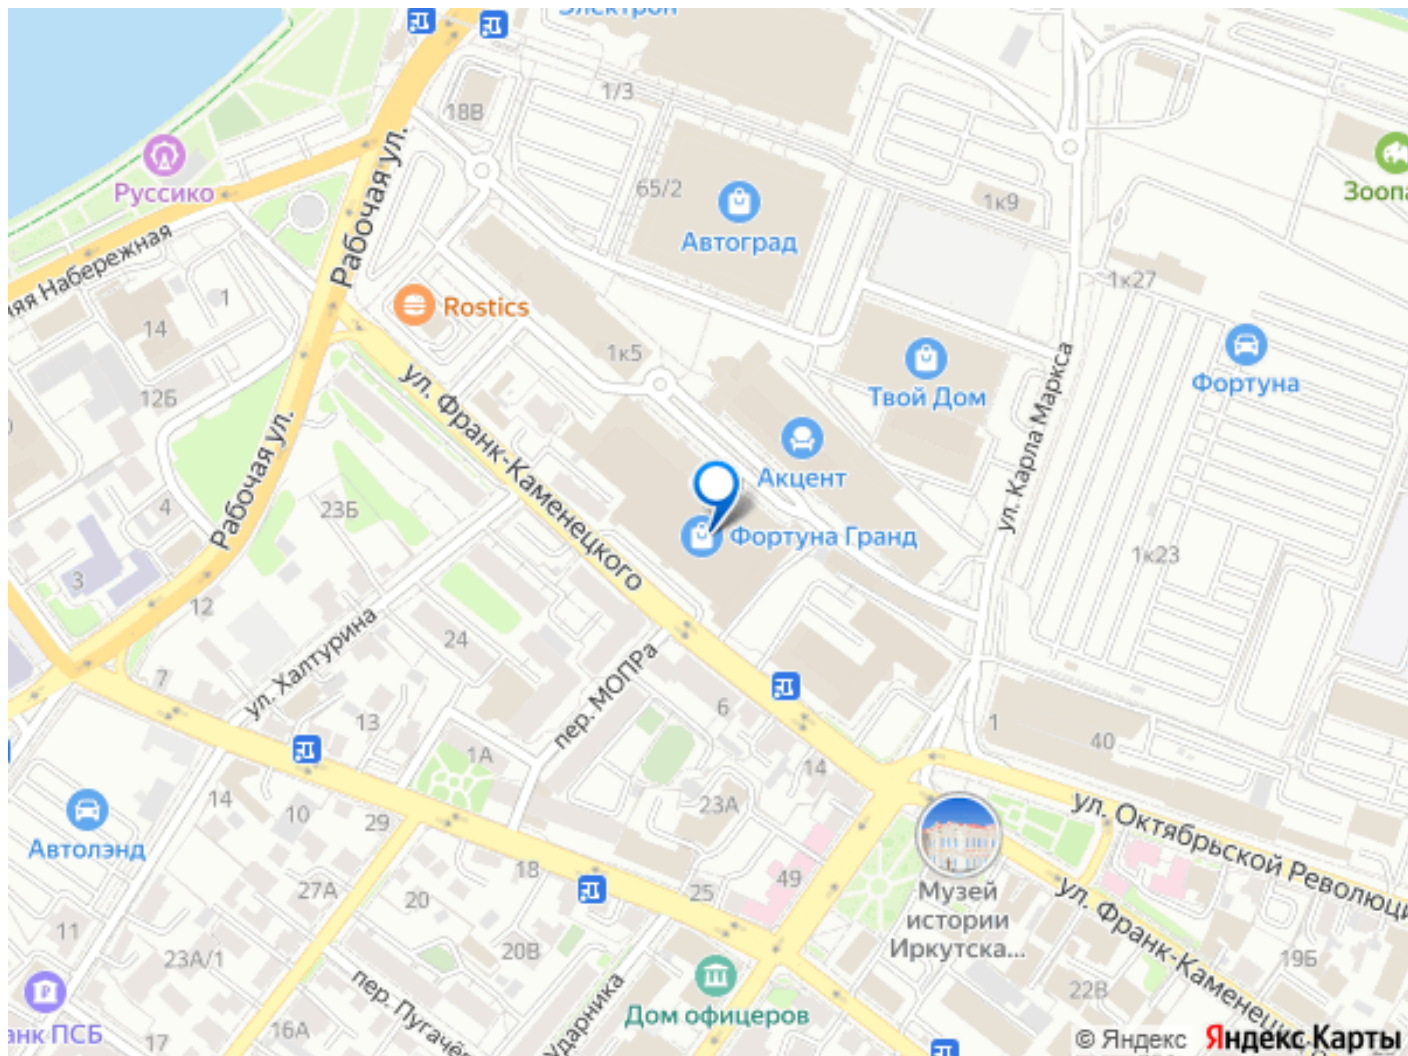 Электрон
1/3
18В
Руссико
Рабочая ул.
65/2
Автоград
1к9
Зоопа
1к27
няя Набережная
1
14
Rostics
1к5
Твой Дом
Фортуна
12Б
ул. Франк-Каменецкого
ул. Карла Маркса
Акцент
Рабочая ул.
4
23Б
Фортуна Гранд
1к23
3
12
24
ул. Халтурина
пер. МОПРа
7
13
6
1
40
1А
14
14
10
29
23А
ул. Октябрьской Революци
Автолэнд
18
49
27А
20
25
Музей
истории
Иркутска...
ул. Франк-Каменецкого
11
23А/1
20В
19Б
22В
пер. Пугачёв
Ударника
Дом офицеров
анк ПСБ
17
16А
© Яндекс Яндекс Карты